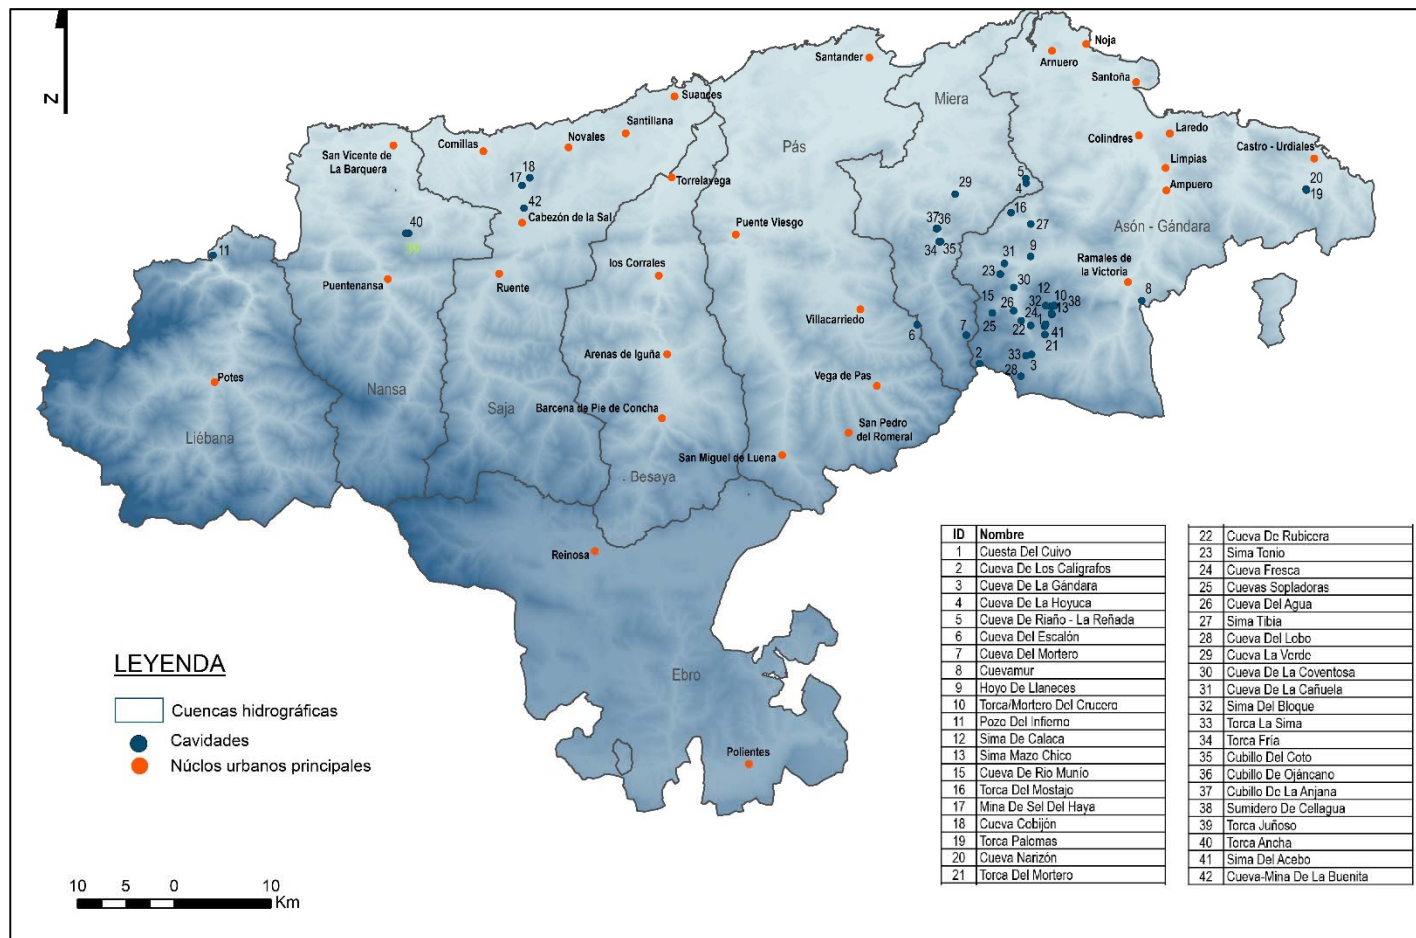 N
Noja
Arnuero
Santander
Santoña
Suances
Miera
Santillana
Novales
Comillas
San Vicente de
La Barquera
Pás
Colindres
Laredo
Castro - Urdiales
Limpias
Ampuero
Torrelavega
18
17
42
Cabezón de la Sal
5
4
29
20
19
16
27
37
36
34
35
Puente Viesgo
Asón - Gándara
40
11
9
31
23
30
Ramales de
la Victoria
los Corrales
Ruente
Puentenansa
8
12
10
32
38
13
15
26
24
1
25
22
41
21
Villacarriedo
6
7
2
33
3
28
Arenas de Iguña
Potes
Nansa
Saja
Vega de Pas
Barcena de Pie de Concha
Liébana
San Pedro
del Romeral
San Miguel de Luena
Besaya
Reinosa
Ebro
Polientes
LEYENDA
Cuencas hidrográficas
Cavidades
Núclos urbanos principales
10 5 0 10
Km
ID Nombre
1 Cuesta Del Cuivo
2 Cueva De Los Calígrafos
3 Cueva De La Gándara
4 Cueva De La Hoyuca
5 Cueva De Riaño - La Reñada
6 Cueva Del Escalón
7 Cueva Del Mortero
8 Cuevamur
9 Hoyo De Llaneces
10 Torca/Mortero Del Crucero
11 Pozo Del Infierno
12 Sima De Calaca
13 Sima Mazo Chico
15 Cueva De Rio Munío
16 Torca Del Mostajo
17 Mina De Sel Del Haya
18 Cueva Cobijón
19 Torca Palomas
20 Cueva Narizón
21 Torca Del Mortero
22 Cueva De Rubicera
23 Sima Tonio
24 Cueva Fresca
25 Cuevas Sopladoras
26 Cueva Del Agua
27 Sima Tibia
28 Cueva Del Lobo
29 Cueva La Verde
30 Cueva De La Coventosa
31 Cueva De La Cañuela
32 Sima Del Bloque
33 Torca La Sima
34 Torca Fría
35 Cubillo Del Coto
36 Cubillo De Ojáncano
37 Cubillo De La Anjana
38 Sumidero De Cellagua
39 Torca Juñoso
40 Torca Ancha
41 Sima Del Acebo
42 Cueva-Mina De La Buenita